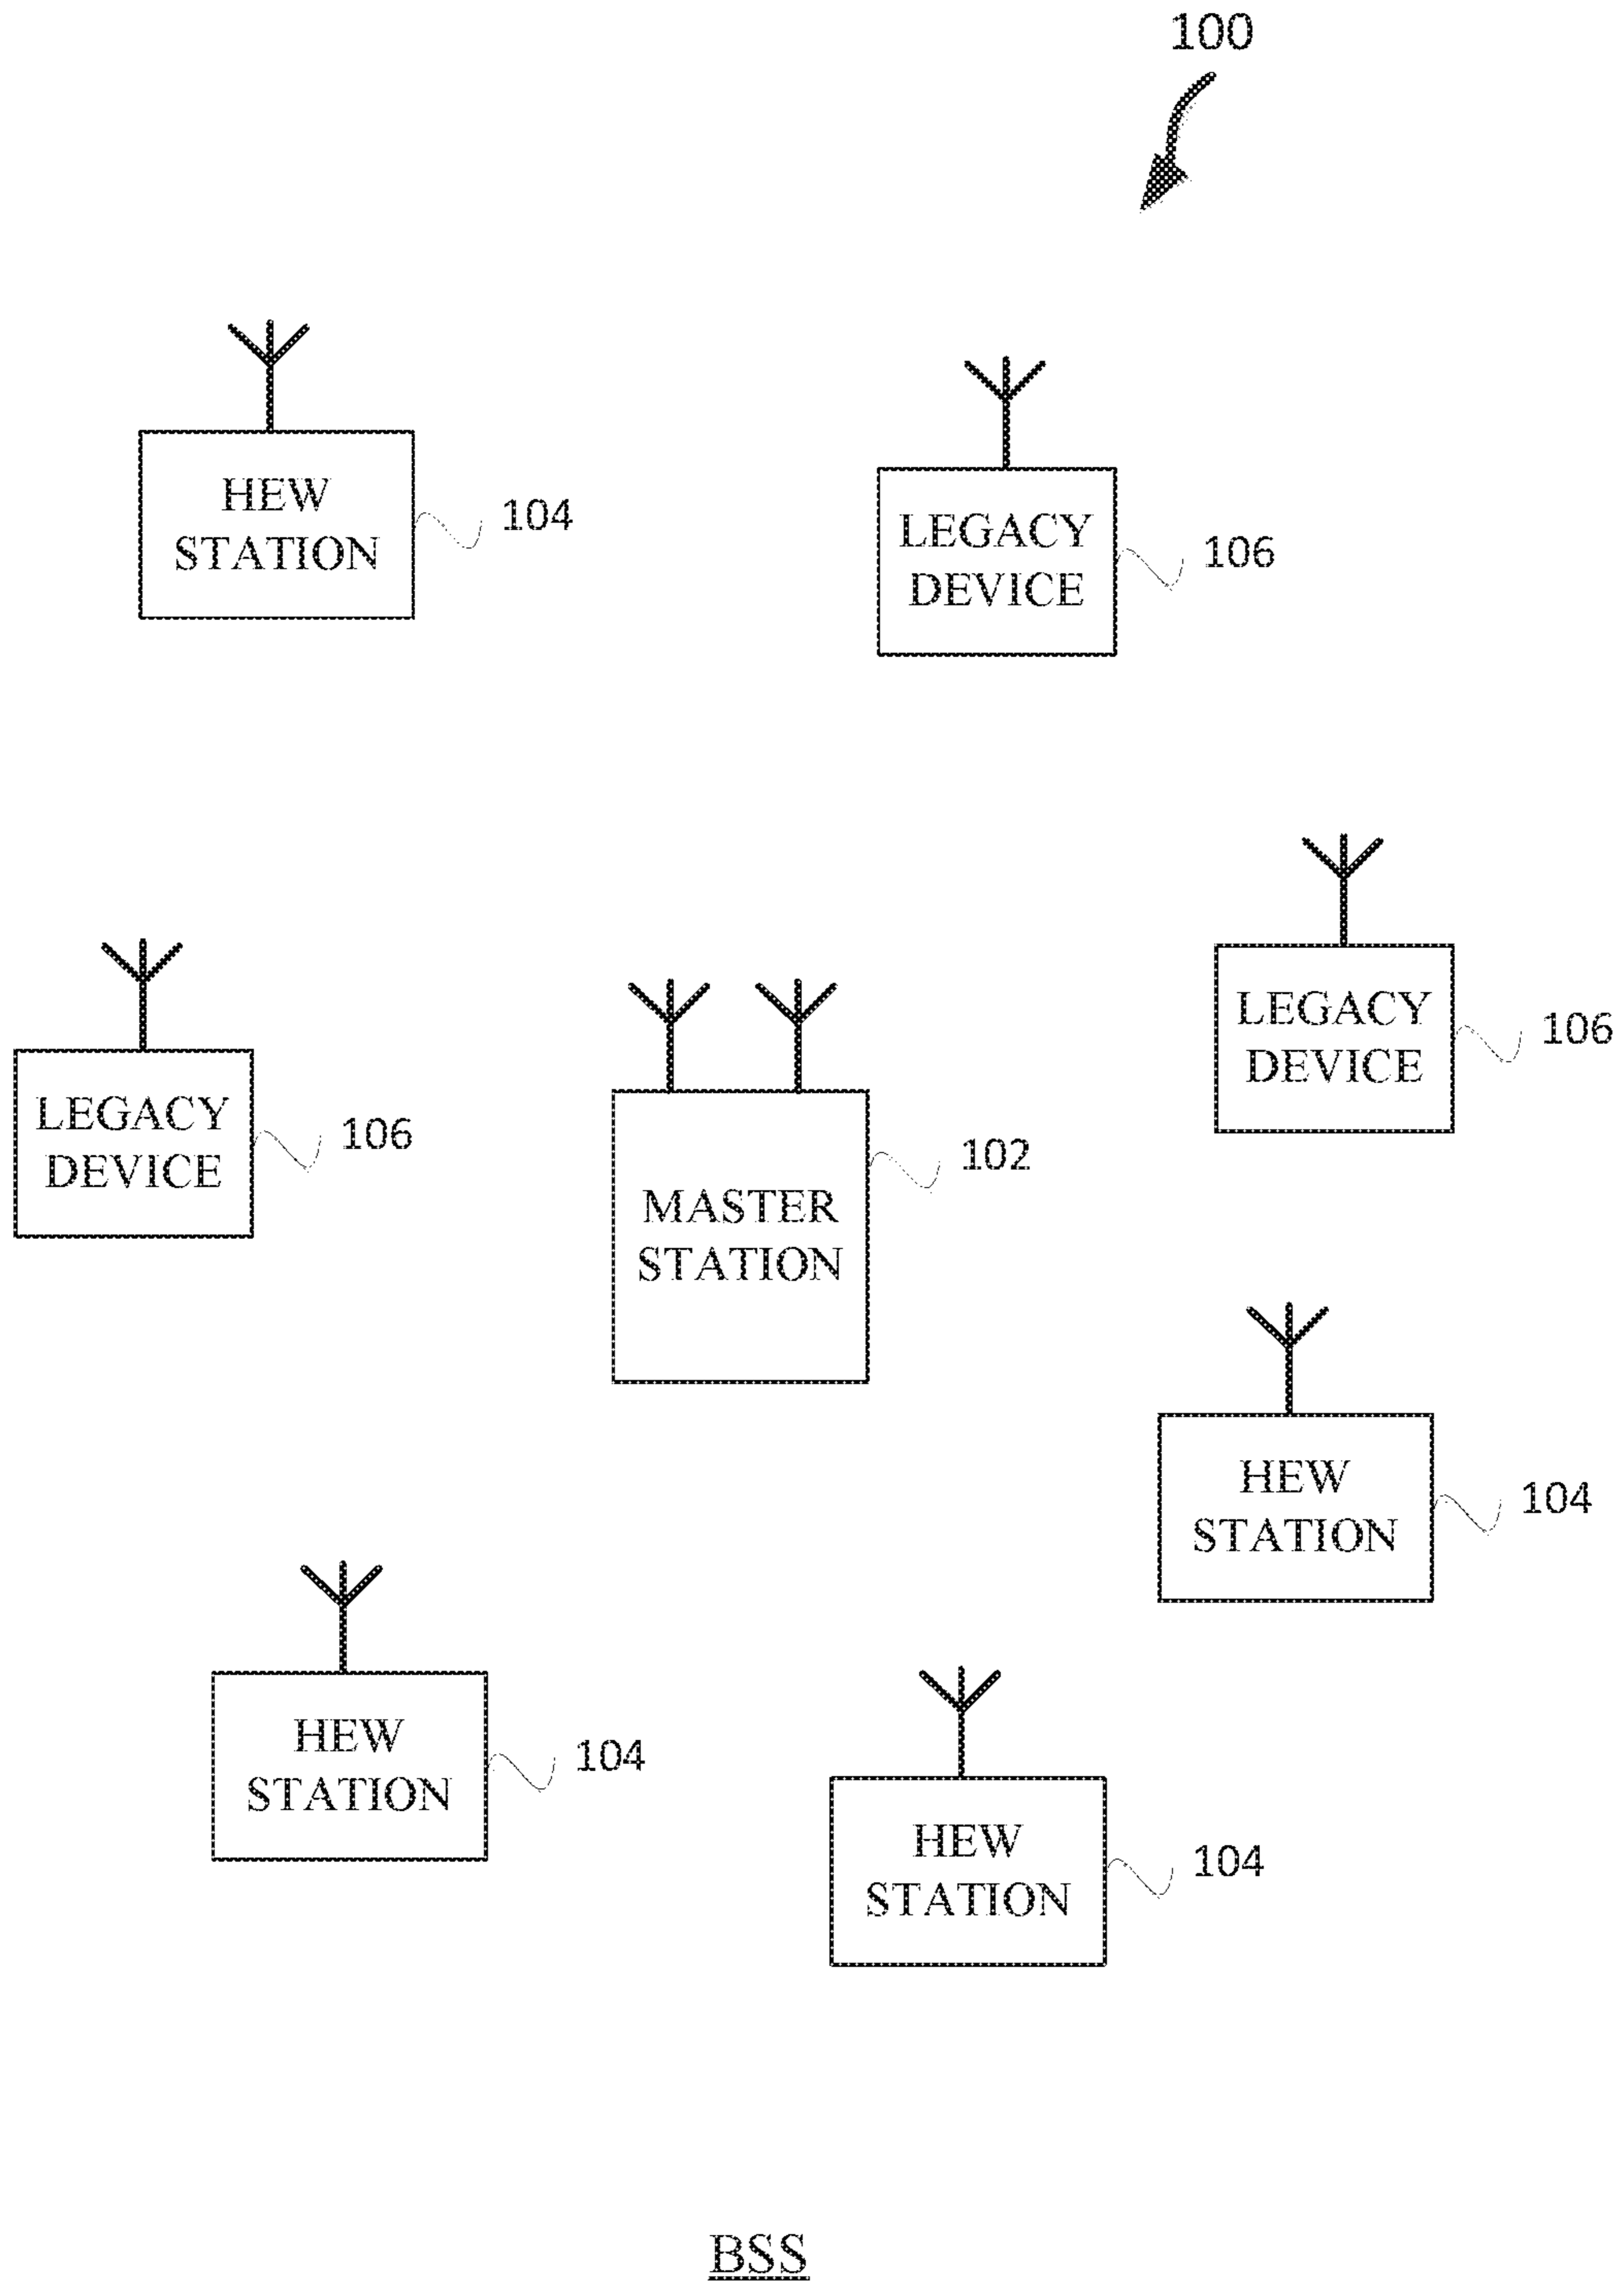 100
HEW
STATION
104
LEGACY
DEVICE
106
LEGACY
DEVICE
106
LEGACY
DEVICE
106
MASTER
STATION
102
HEW
STATION
104
HEW
STATION
104
HEW
STATION
104
BSS